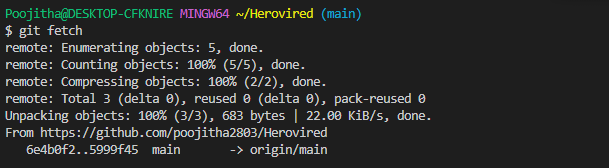 Poojitha@DESKTOP-CFKNIRE MINGW64 ~/Herovired (main)
$ git fetch
remote: Enumerating objects: 5, done.
remote: Counting objects: 100% (5/5), done.
remote: Compressing objects: 100% (2/2), done.
remote: Total 3 (delta 0), reused 0 (delta 0), pack-reused 0
Unpacking objects: 100% (3/3), 683 bytes | 22.00 KiB/s, done.
From https://github.com/poojitha2803/Herovired
   6e4b0f2..5999f45  main       -> origin/main